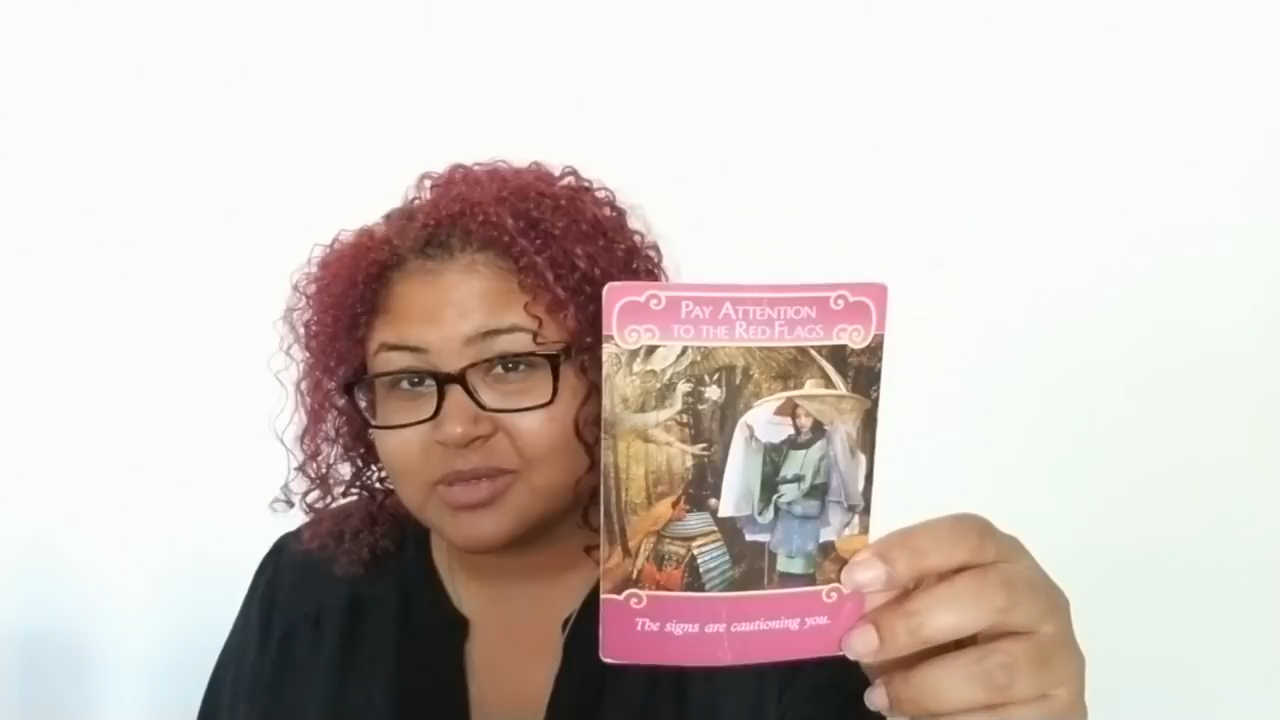 PAY ATTENTION
TO THE RED FLAGS
The signs are cautioning you.